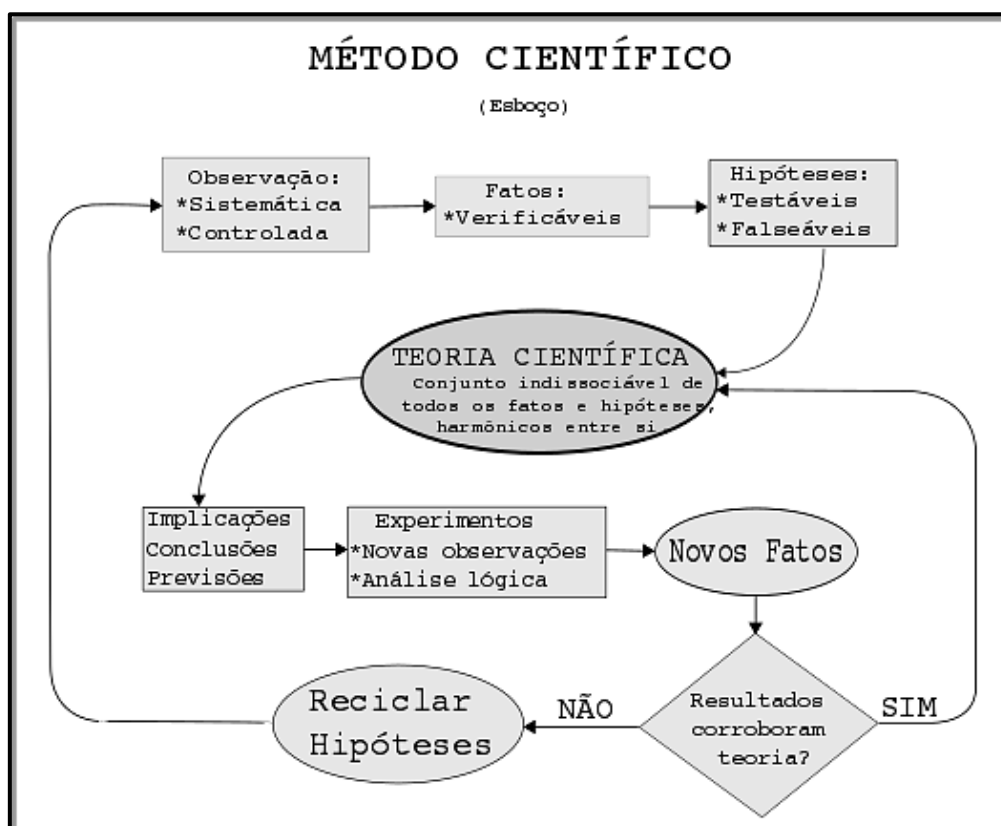 MÉTODO CIENTÍFICO
(Esboço)
Observação:
*Sistemática
*Controlada
Fatos:
*Verificáveis
Hipóteses:
*Testáveis
*Falseáveis
TEORIA CIENTÍFICA
Conjunto indissociável de
todos os fatos e hipóteses,
harmônicos entre si
Implicações
Conclusões
Previsões
Experimentos
*Novas observações
*Análise lógica
Novos Fatos
Resultados
corroboram
teoria?
SIM
NÃO
Reciclar
Hipóteses